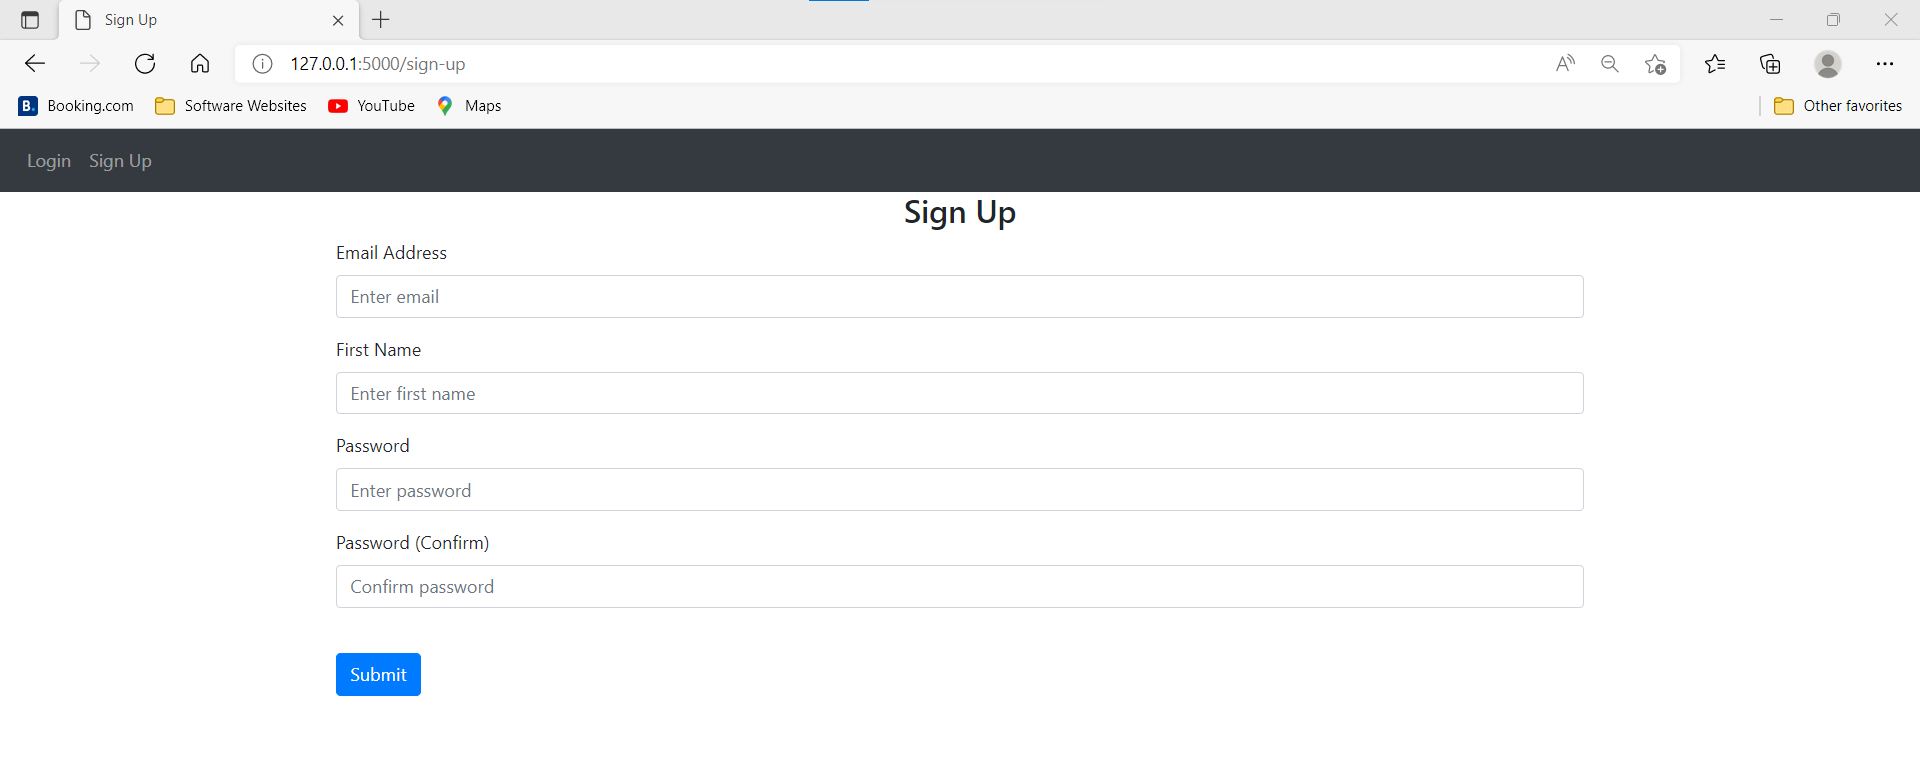 Sign Up
127.0.0.1:5000/sign-up
Booking.com Software Websites YouTube Maps Other favorites
Login Sign Up
Sign Up
Email Address
Enter email
First Name
Enter first name
Password
Enter password
Password (Confirm)
Confirm password
Submit